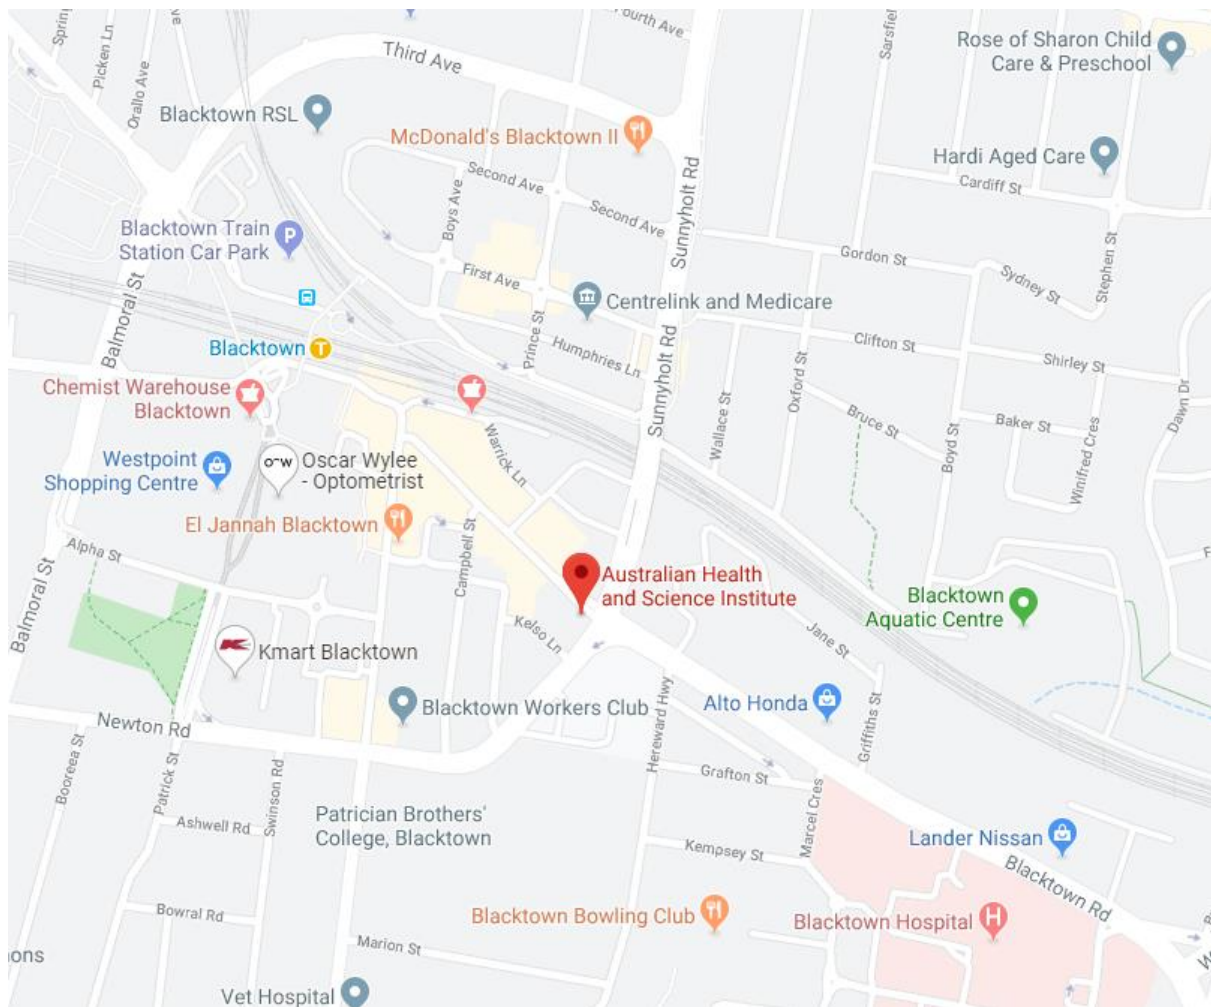 Spring
Picken Ln
Orallo Ave
Third Ave
Fourth Ave
Sarsfiel
Rose of Sharon Child
Care & Preschool
Blacktown RSL
McDonald's Blacktown II
Hardi Aged Care
Cardiff St
Second Ave
Second Ave
Boys Ave
Sunnyholt Rd
Blacktown Train
Station Car Park
P
Gordon St
Sydney St
Stephen St
First Ave
Centrelink and Medicare
Balmoral St
Prince St
Humphries Ln
Sunnyholt Rd
Clifton St
Shirley St
Blacktown
T
Chemist Warehouse
Blacktown
Oxford St
Wallace St
Bruce St
Boyd St
Baker St
Winifred Cres
Dawn Dr
Warrick Ln
Westpoint
Shopping Centre
o-w
Oscar Wylee
- Optometrist
El Jannah Blacktown
Campbell St
Alpha St
Balmoral St
Australian Health
and Science Institute
Kelso Ln
Blacktown
Aquatic Centre
F
Jane St
K
Kmart Blacktown
Blacktown Workers Club
Hereward Hwy
Alto Honda
Griffiths St
Newton Rd
Booreea St
Patrick St
Swinson Rd
Grafton St
Marcel Cres
Ashwell Rd
Patrician Brothers'
College, Blacktown
Kempsey St
Lander Nissan
Blacktown Rd
Bowral Rd
Blacktown Bowling Club
Blacktown Hospital
H
Marion St
ons
Vet Hospital
W